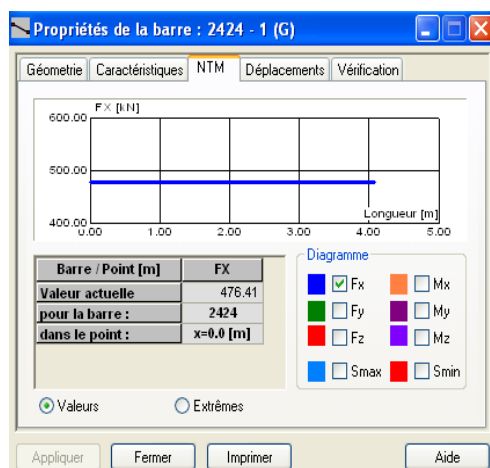 Propriétés de la barre : 2424 - 1 (G)
Géometrie Caractéristiques NTM Déplacements Vérification
FX [kN]
600.00
500.00
400.00
Longueur [m]
0.00 1.00 2.00 3.00 4.00 5.00
Barre / Point [m] FX
Valeur actuelle 476.41
pour la barre : 2424
dans le point : x=0.0 [m]
Diagramme
Fx Mx
Fy My
Fz Mz
Smax Smin
Valeurs Extrêmes
Appliquer Fermer Imprimer Aide